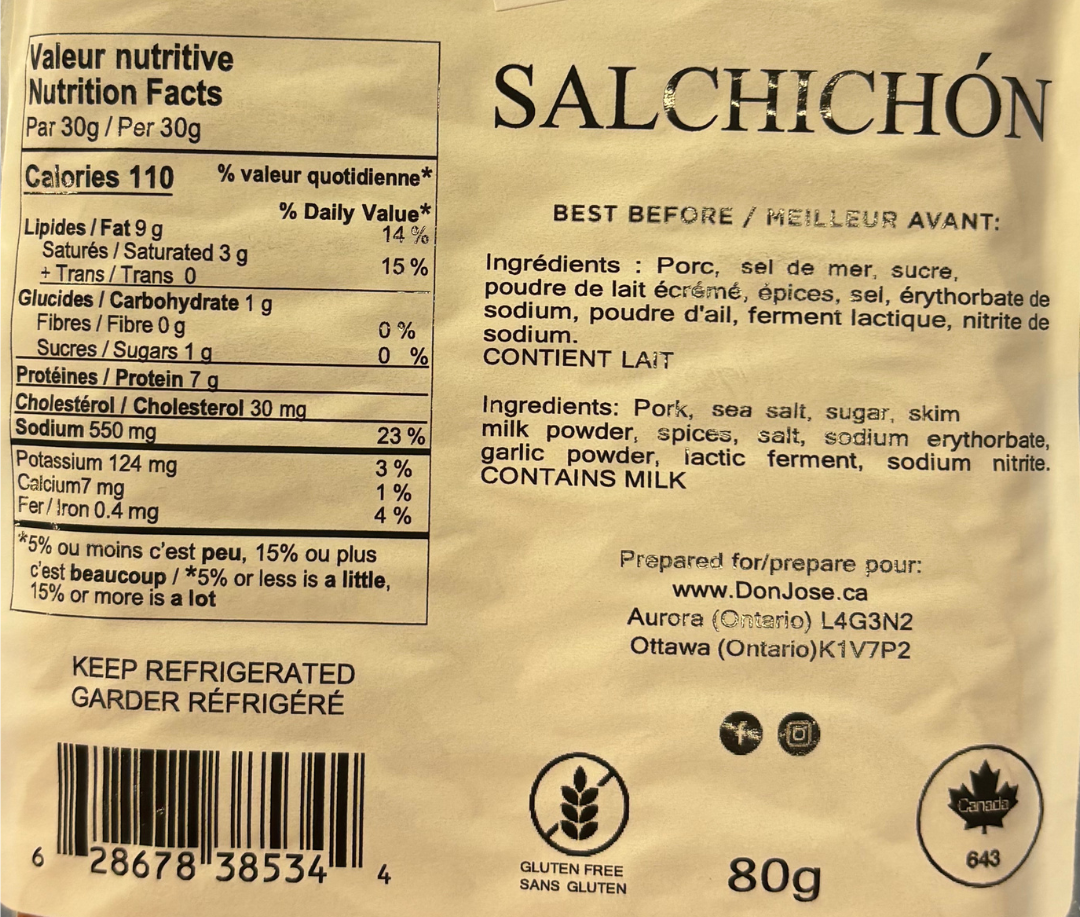 Valeur nutritive
Nutrition Facts
Par 30g / Per 30g
Calories 110 % valeur quotidienne*
% Daily Value*
Lipides / Fat 9 g 14 %
Saturés / Saturated 3 g
+ Trans / Trans 0 15 %
Glucides / Carbohydrate 1 g
Fibres / Fibre 0 g 0 %
Sucres / Sugars 1 g 0 %
Protéines / Protein 7 g
Cholestérol / Cholesterol 30 mg
Sodium 550 mg 23 %
Potassium 124 mg 3 %
Calcium7 mg 1 %
Fer / Iron 0.4 mg 4 %
*5% ou moins c'est peu, 15% ou plus
c'est beaucoup / *5% or less is a little,
15% or more is a lot
KEEP REFRIGERATED
GARDER RÉFRIGÉRÉ
6 28678 38534 4
SALCHICHÓN
BEST BEFORE / MEILLEUR AVANT:
Ingrédients : Porc, sel de mer, sucre,
poudre de lait écrémé, épices, sel, érythorbate de
sodium, poudre d'ail, ferment lactique, nitrite de
sodium.
CONTIENT LAIT
Ingredients: Pork, sea salt, sugar, skim
milk powder, spices, salt, sodium erythorbate,
garlic powder, lactic ferment, sodium nitrite.
CONTAINS MILK
Prepared for/prepare pour:
www.DonJose.ca
Aurora (Ontario) L4G3N2
Ottawa (Ontario)K1V7P2
GLUTEN FREE
SANS GLUTEN
80g
Canada
643